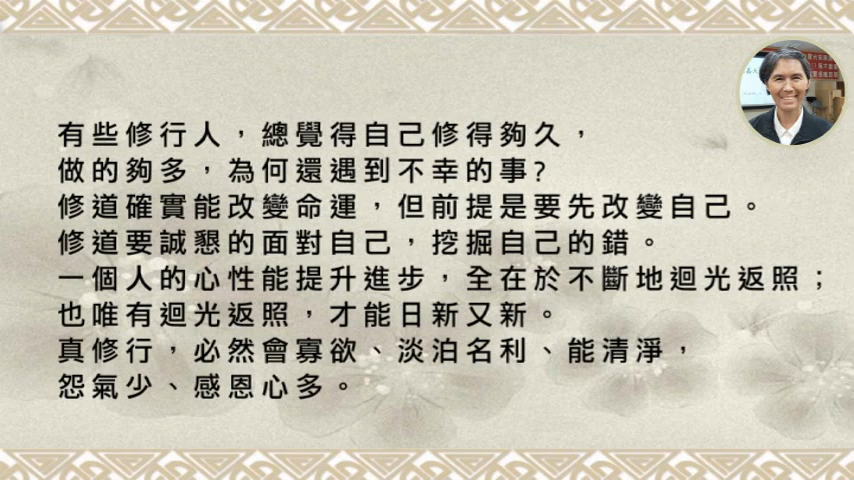 有些修行人，總覺得自己修得夠久，
做的夠多，為何還遇到不幸的事？
修道確實能改變命運，但前提是要先改變自己。
修道要誠懇的面對自己，挖掘自己的錯。
一個人的心性能提升進步，全在於不斷地迴光返照；
也唯有迴光返照，才能日新又新。
真修行，必然會寡欲、淡泊名利、能清淨，
怨氣少、感恩心多。